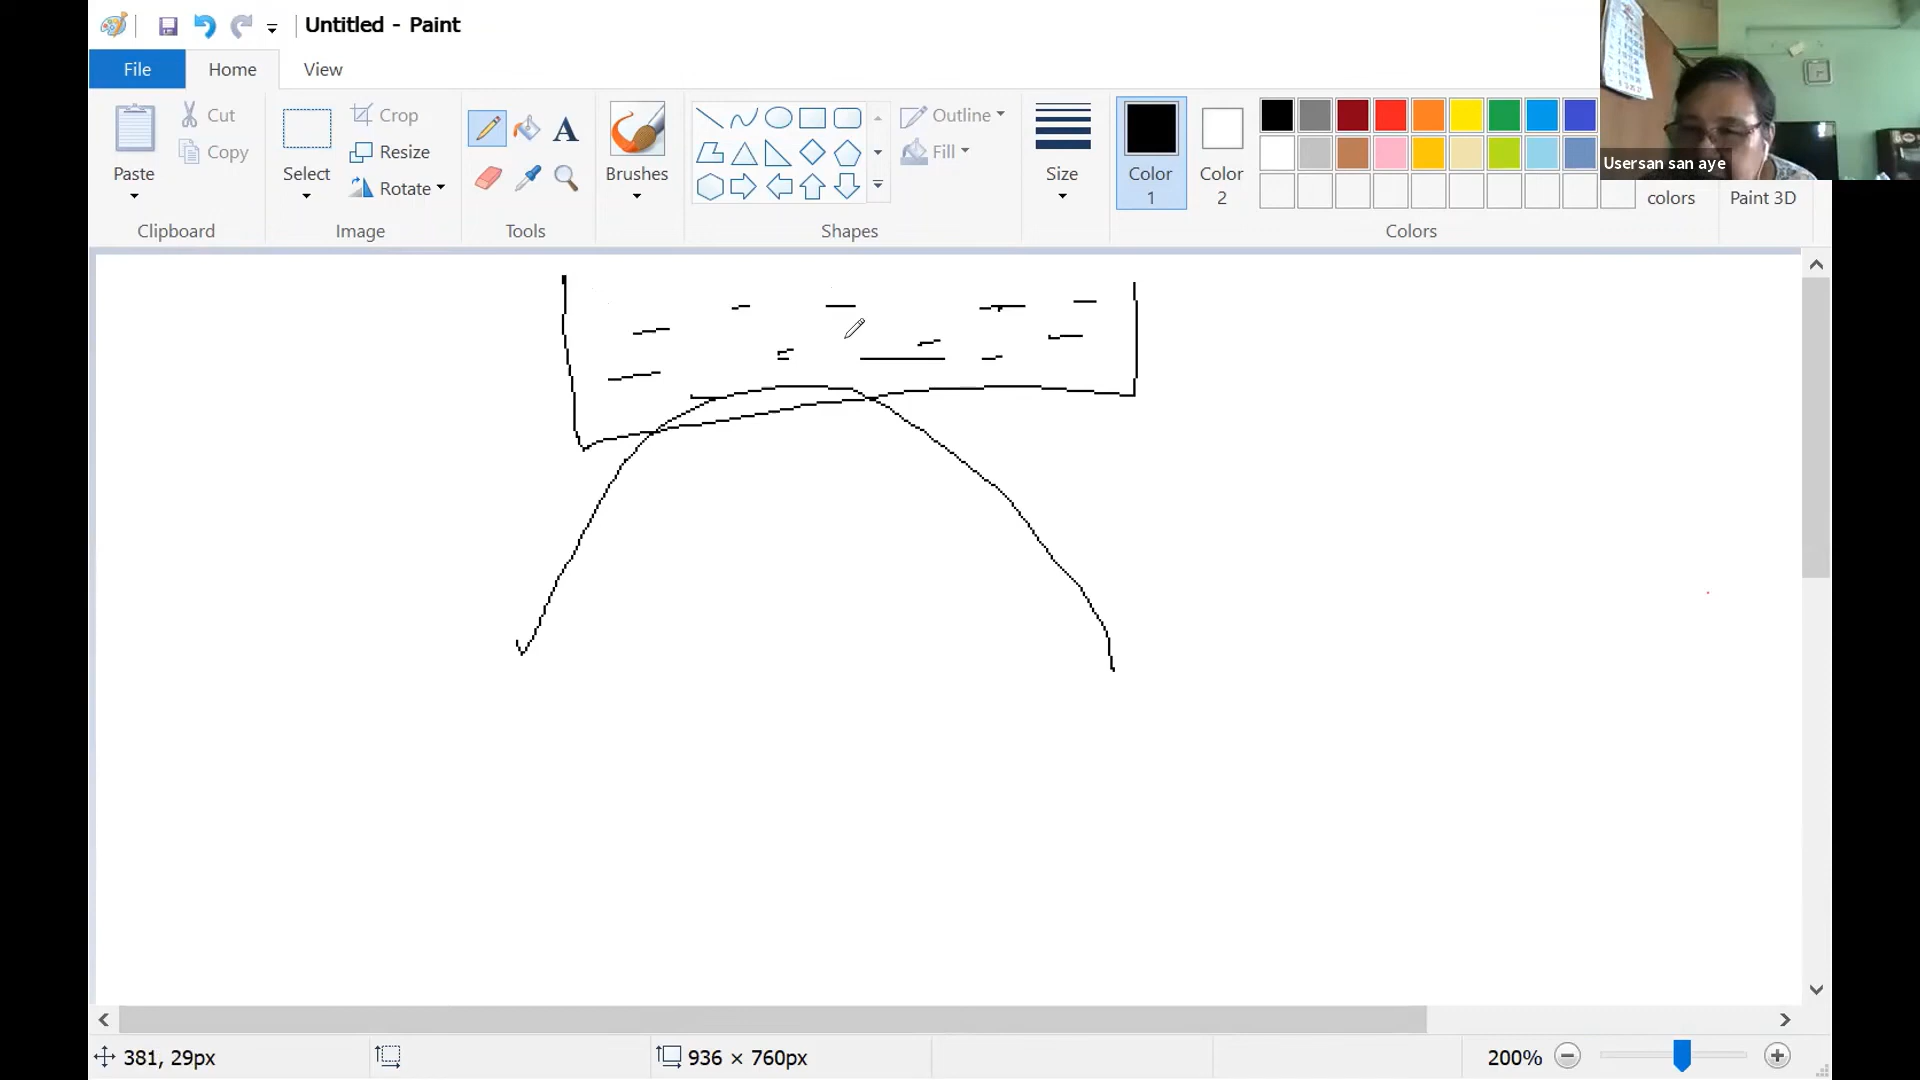 Untitled - Paint
File
Home
View
Paste
Cut
Copy
Select
Crop
Resize
Rotate
A
Brushes
Outline
Fill
Size
Color
1
Color
2
colors
Paint 3D
Usersan san aye
Clipboard
Image
Tools
Shapes
Colors
381, 29px
936 × 760px
200%